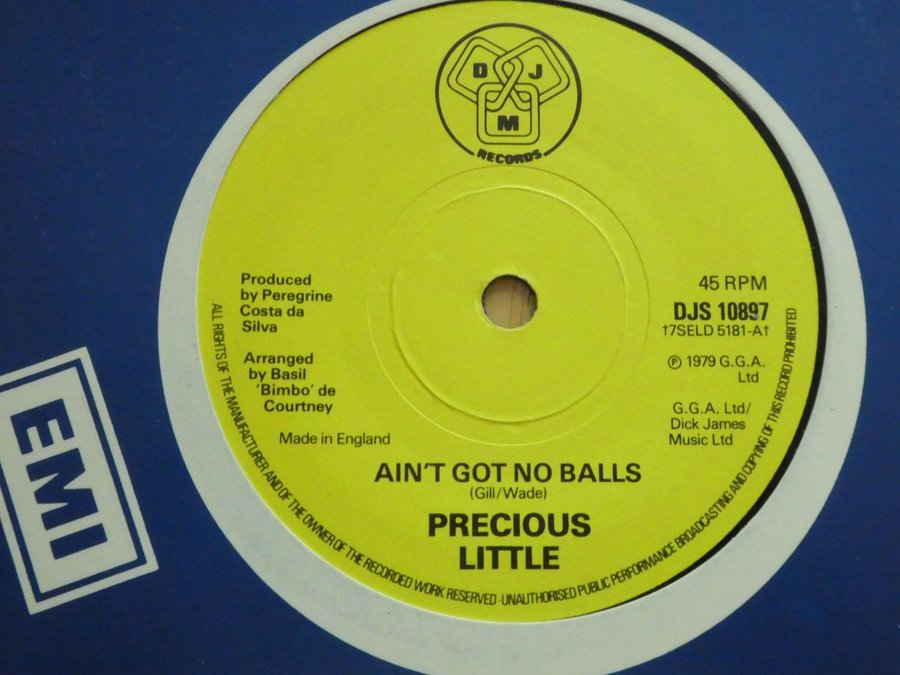 D J
M
RECORDS
Produced
by Peregrine
Costa da
Silva
Arranged
by Basil
'Bimbo' de
Courtney
Made in England
45 RPM
DJS 10897
†7SELD 5181-A†
Ⓟ 1979 G.G.A.
Ltd
G.G.A. Ltd/
Dick James
Music Ltd
AIN'T GOT NO BALLS
(Gill/Wade)
PRECIOUS
LITTLE
ALL RIGHTS OF THE MANUFACTURER AND OF THE OWNER OF THE RECORDED WORK RESERVED · UNAUTHORISED PUBLIC PERFORMANCE BROADCASTING AND COPYING OF THIS RECORD PROHIBITED
EMI